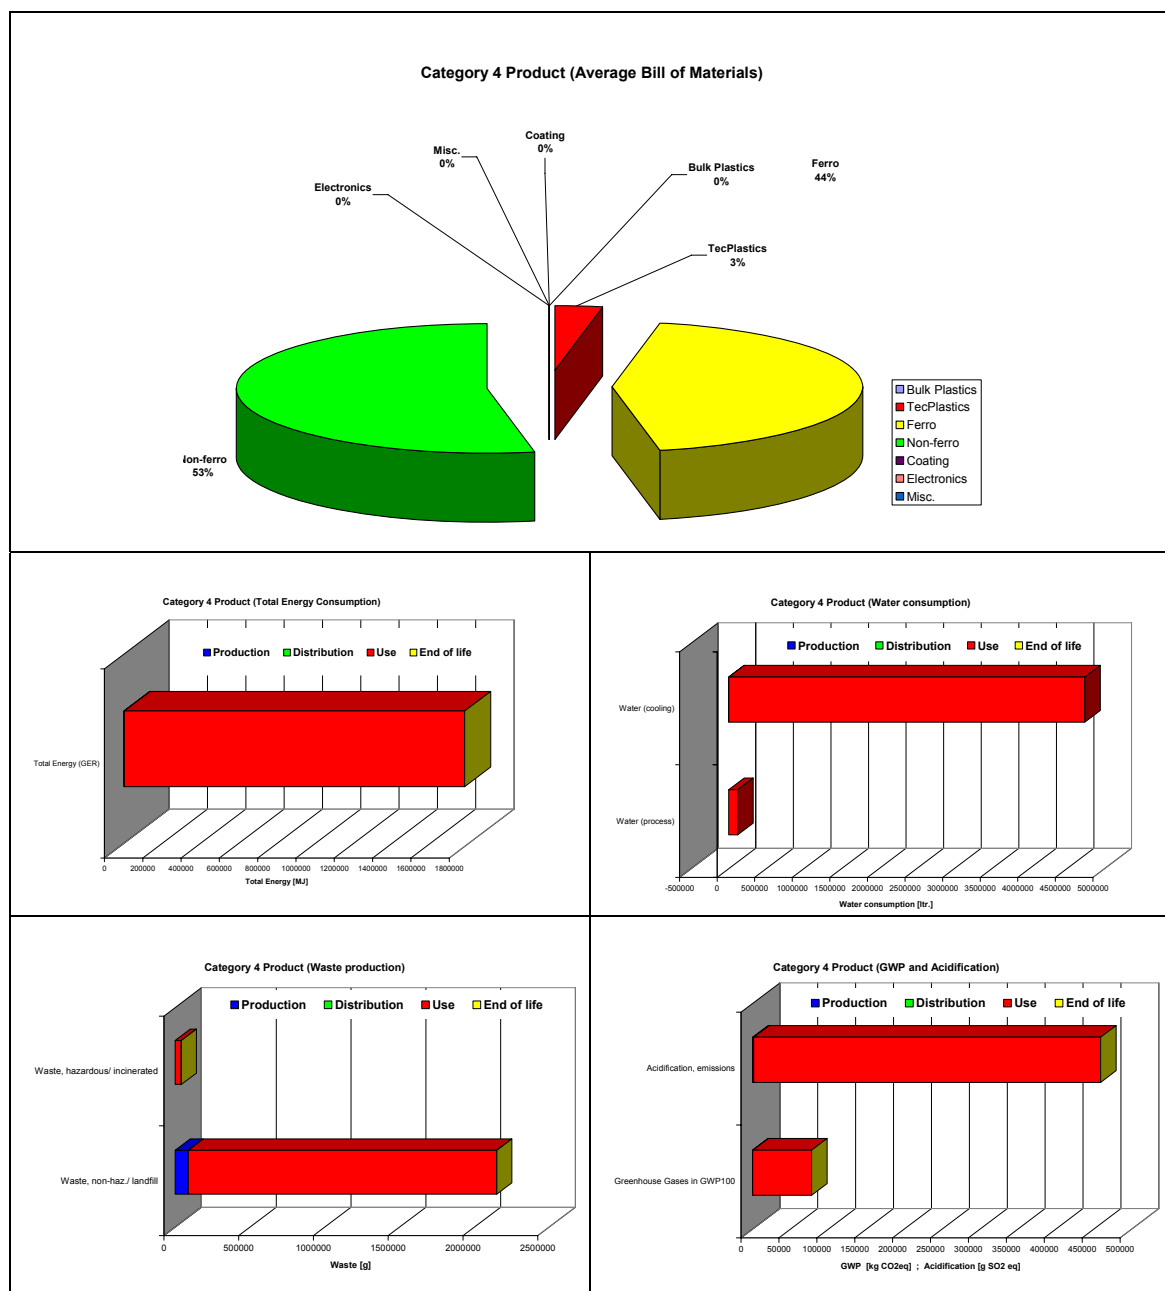 Category 4 Product (Average Bill of Materials)
Coating
0%
Misc.
0%
Bulk Plastics
0%
Ferro
44%
Electronics
0%
TecPlastics
3%
Non-ferro
53%
Bulk Plastics
TecPlastics
Ferro
Non-ferro
Coating
Electronics
Misc.
Category 4 Product (Total Energy Consumption)
Production Distribution Use End of life
Total Energy (GER)
0 200000 400000 600000 800000 1000000 1200000 1400000 1600000 1800000
Total Energy [MJ]
Category 4 Product (Water consumption)
Production Distribution Use End of life
Water (cooling)
Water (process)
-500000 0 500000 1000000 1500000 2000000 2500000 3000000 3500000 4000000 4500000 5000000
Water consumption [ltr.]
Category 4 Product (Waste production)
Production Distribution Use End of life
Waste, hazardous/ incinerated
Waste, non-haz./ landfill
0 500000 1000000 1500000 2000000 2500000
Waste [g]
Category 4 Product (GWP and Acidification)
Production Distribution Use End of life
Acidification, emissions
Greenhouse Gases in GWP100
0 50000 100000 150000 200000 250000 300000 350000 400000 450000 500000
GWP [kg CO2eq] ; Acidification [g SO2 eq]